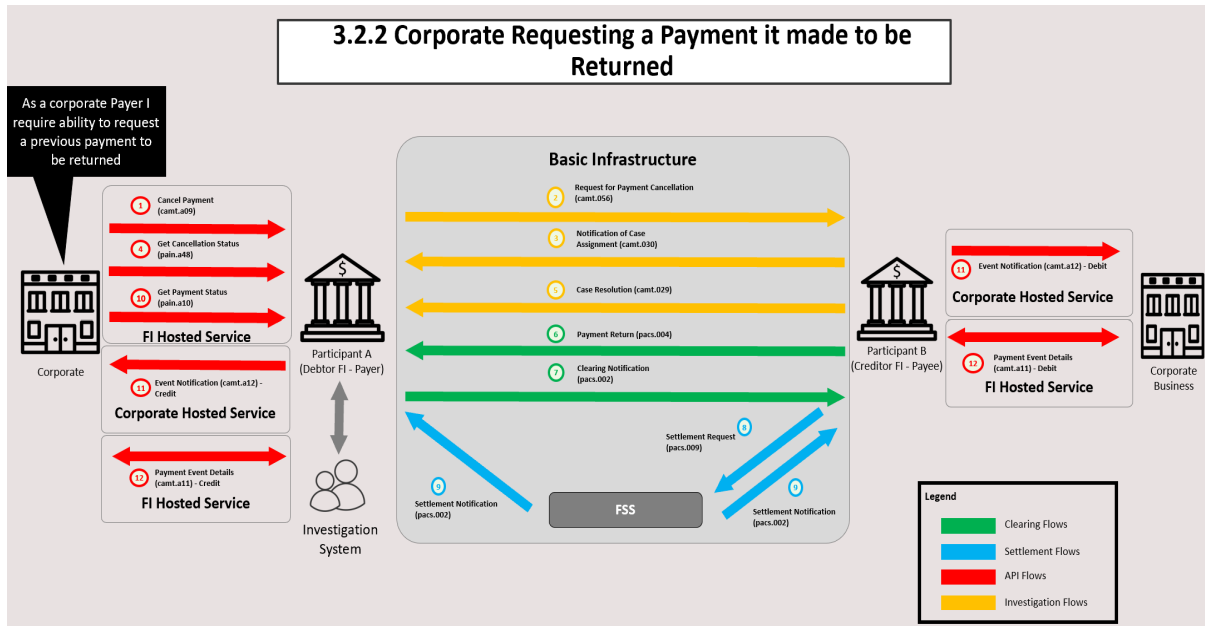 3.2.2 Corporate Requesting a Payment it made to be
Returned
As a corporate Payer I
require ability to request
a previous payment to
be returned
Basic Infrastructure
1
Cancel Payment
(camt.a09)
4
Get Cancellation Status
(pain.a48)
10
Get Payment Status
(pain.a10)
FI Hosted Service
Corporate
11
Event Notification (camt.a12) -
Credit
Corporate Hosted Service
12
Payment Event Details
(camt.a11) - Credit
FI Hosted Service
$
Participant A
(Debtor FI - Payer)
Investigation
System
2
Request for Payment Cancellation
(camt.056)
3
Notification of Case
Assignment (camt.030)
5
Case Resolution (camt.029)
6
Payment Return (pacs.004)
7
Clearing Notification
(pacs.002)
8
Settlement Request
(pacs.009)
9
Settlement Notification
(pacs.002)
9
Settlement Notification
(pacs.002)
FSS
$
Participant B
(Creditor FI - Payee)
11
Event Notification (camt.a12) - Debit
Corporate Hosted Service
12
Payment Event Details
(camt.a11) - Debit
FI Hosted Service
Corporate
Business
Legend
Clearing Flows
Settlement Flows
API Flows
Investigation Flows